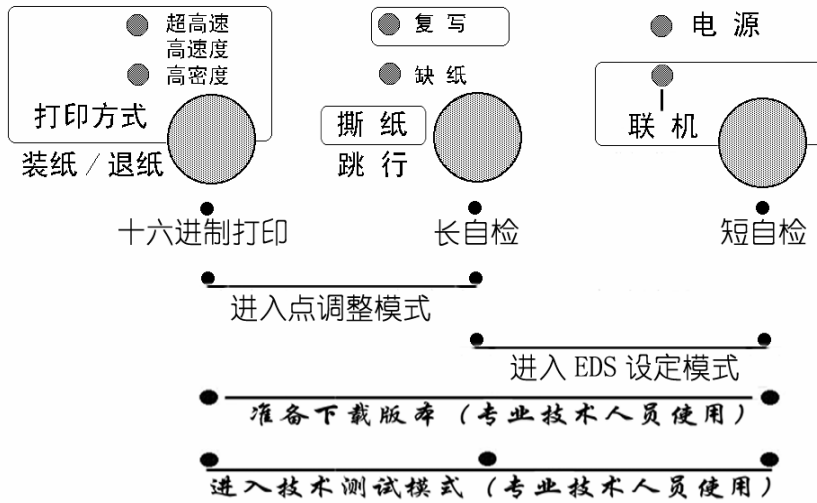 超高速
高速度
高密度
打印方式
装纸 / 退纸
复写
缺纸
撕纸
跳行
电源
联机
十六进制打印
长自检
短自检
进入点调整模式
进入 EDS 设定模式
准备下载版本（专业技术人员使用）
进入技术测试模式（专业技术人员使用）